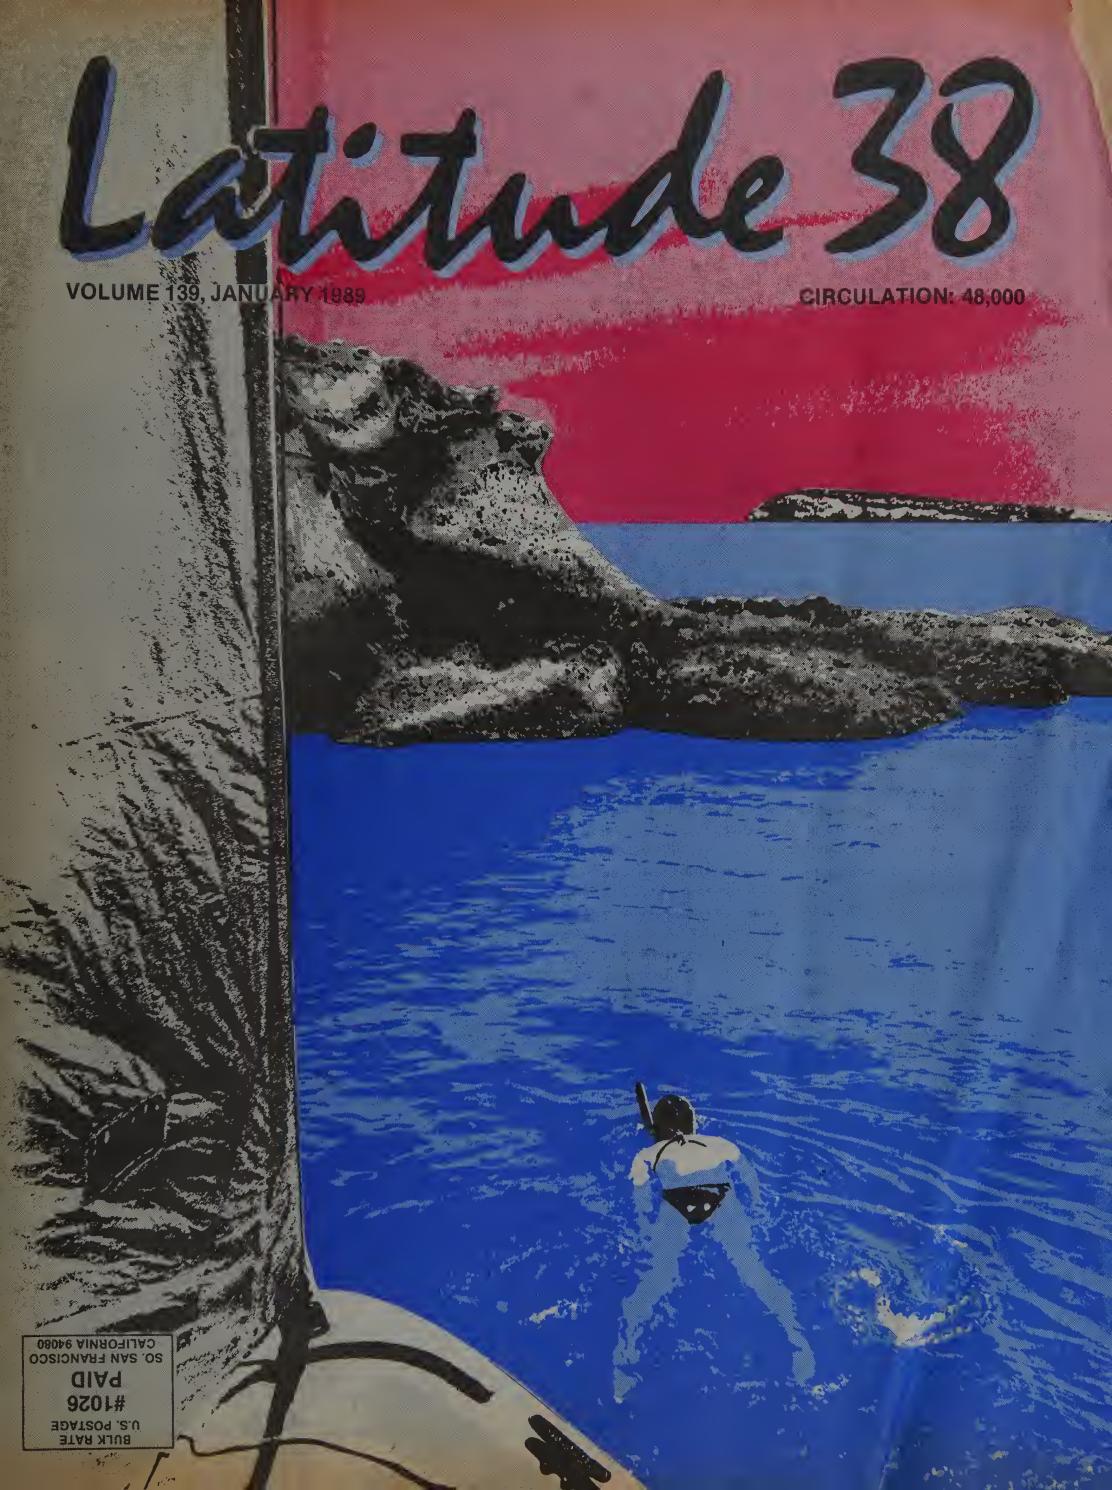 Latitude 38
VOLUME 139, JANUARY 1989
CIRCULATION: 48,000
BULK RATE
U.S. POSTAGE
#1026
PAID
SO. SAN FRANCISCO
CALIFORNIA 94080